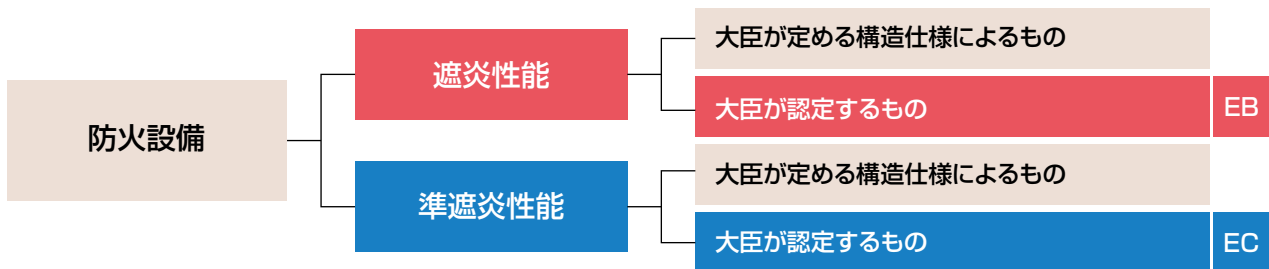 防火設備
遮炎性能
大臣が定める構造仕様によるもの
大臣が認定するもの
EB
準遮炎性能
大臣が定める構造仕様によるもの
大臣が認定するもの
EC